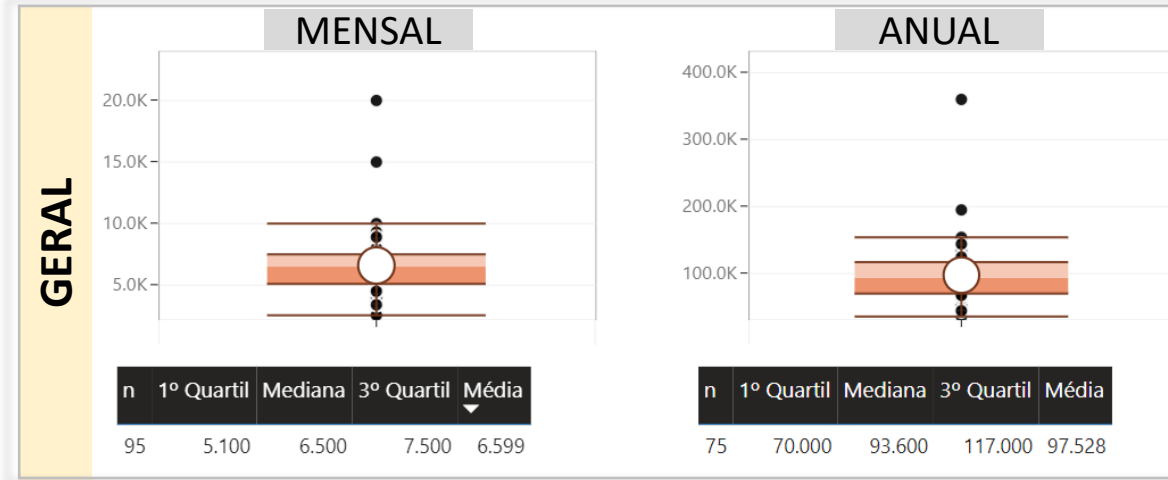 GERAL
MENSAL
20.0K
15.0K
10.0K
5.0K
n 1º Quartil Mediana 3º Quartil Média
95 5.100 6.500 7.500 6.599
ANUAL
400.0K
300.0K
200.0K
100.0K
n 1º Quartil Mediana 3º Quartil Média
75 70.000 93.600 117.000 97.528